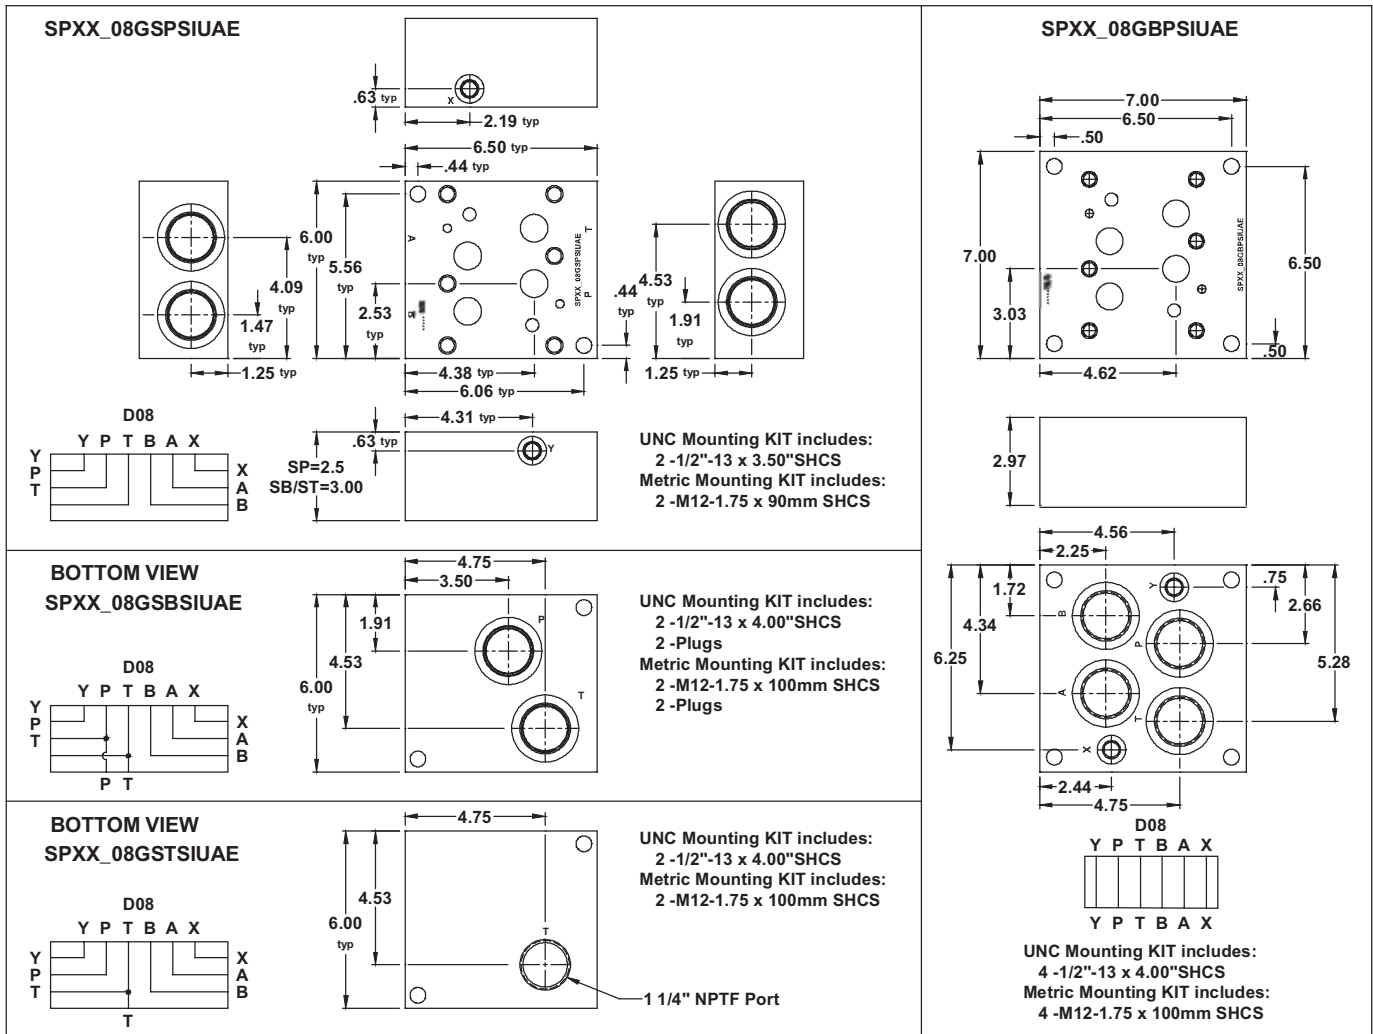 SPXX_08GSPSIUAE
.63 typ
X
2.19 typ
6.50 typ
.44 typ
6.00 typ
5.56 typ
2.53 typ
4.09 typ
1.47 typ
1.25 typ
A
B
T
P
SPXX_08GSPSIUAE
4.38 typ
6.06 typ
.44 typ
4.53 typ
1.91 typ
1.25 typ
D08
Y P T B A X
Y
P
T
X
A
B
SP=2.5
SB/ST=3.00
4.31 typ
.63 typ
Y
UNC Mounting KIT includes:
2 -1/2"-13 x 3.50"SHCS
Metric Mounting KIT includes:
2 -M12-1.75 x 90mm SHCS
BOTTOM VIEW
SPXX_08GSBSIUAE
D08
Y P T B A X
Y
P
T
X
A
B
P T
4.75
3.50
1.91
4.53
6.00 typ
P
T
UNC Mounting KIT includes:
2 -1/2"-13 x 4.00"SHCS
2 -Plugs
Metric Mounting KIT includes:
2 -M12-1.75 x 100mm SHCS
2 -Plugs
BOTTOM VIEW
SPXX_08GSTSIUAE
D08
Y P T B A X
Y
P
T
X
A
B
T
4.75
4.53
6.00 typ
T
1 1/4" NPTF Port
UNC Mounting KIT includes:
2 -1/2"-13 x 4.00"SHCS
Metric Mounting KIT includes:
2 -M12-1.75 x 100mm SHCS
SPXX_08GBPSIUAE
7.00
6.50
.50
7.00
3.03
6.50
.50
4.62
SPXX_08GBPSIUAE
2.97
4.56
2.25
1.72
4.34
6.25
.75
2.66
5.28
B
Y
P
A
T
X
2.44
4.75
D08
Y P T B A X
Y P T B A X
UNC Mounting KIT includes:
4 -1/2"-13 x 4.00"SHCS
Metric Mounting KIT includes:
4 -M12-1.75 x 100mm SHCS